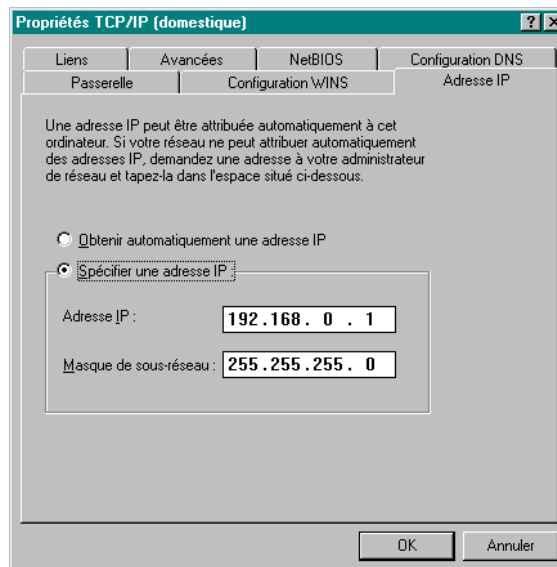 Propriétés TCP/IP (domestique)
Liens Avancées NetBIOS Configuration DNS
Passerelle Configuration WINS Adresse IP
Une adresse IP peut être attribuée automatiquement à cet
ordinateur. Si votre réseau ne peut attribuer automatiquement
des adresses IP, demandez une adresse à votre administrateur
de réseau et tapez-la dans l'espace situé ci-dessous.
Obtenir automatiquement une adresse IP
Spécifier une adresse IP :
Adresse IP : 192.168. 0 . 1
Masque de sous-réseau : 255.255.255. 0
OK Annuler